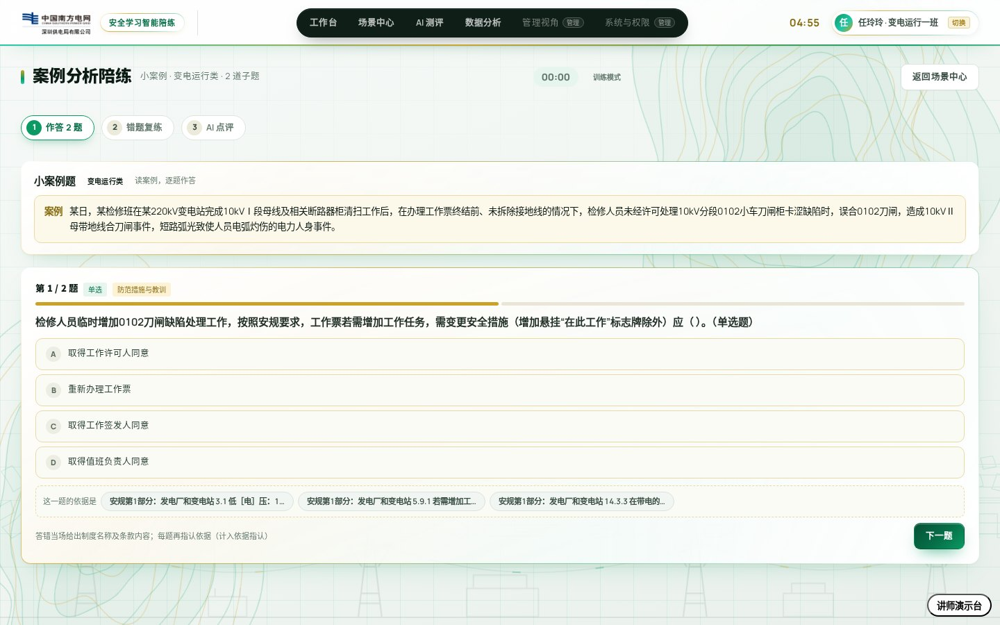 中国南方电网
CHINA SOUTHERN POWER GRID
深圳供电局有限公司
安全学习智能陪练
工作台
场景中心
AI 测评
数据分析
管理视角 管理
系统与权限 管理
04:55
任
任玲玲 · 变电运行一班
切换
案例分析陪练
小案例 · 变电运行类 · 2 道子题
00:00
训练模式
返回场景中心
1 作答 2 题
2 错题复练
3 AI 点评
小案例题 变电运行类 读案例，逐题作答
案例 某日，某检修班在某220kV变电站完成10kV I 段母线及相关断路器柜清扫工作后，在办理工作票终结前、未拆除接地线的情况下，检修人员未经许可处理10kV分段0102小车刀闸柜卡涩缺陷时，误合0102刀闸，造成10kV II
母带地线合刀闸事件，短路弧光致使人员电弧灼伤的电力人身事件。
第 1 / 2 题 单选 防范措施与教训
检修人员临时增加0102刀闸缺陷处理工作，按照安规要求，工作票若需增加工作任务，需变更安全措施（增加悬挂“在此工作”标志牌除外）应（ ）。（单选题）
A 取得工作许可人同意
B 重新办理工作票
C 取得工作签发人同意
D 取得值班负责人同意
这一题的依据是 安规第1部分：发电厂和变电站 3.1 低［电］压：1... 安规第1部分：发电厂和变电站 5.9.1 若需增加工... 安规第1部分：发电厂和变电站 14.3.3 在带电的...
答错当场给出制度名称及条款内容；每题再指认依据（计入依据指认）
下一题
讲师演示台